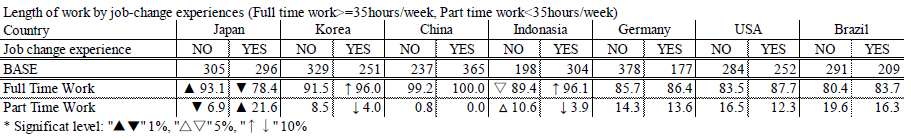 Length of work by job-change experiences (Full time work>=35hours/week, Part time work<35hours/week)
Country Japan Korea China Indonasia Germany USA Brazil
Job change experience NO YES NO YES NO YES NO YES NO YES NO YES NO YES
BASE 305 296 329 251 237 365 198 304 378 177 284 252 291 209
Full Time Work ▲ 93.1 ▼ 78.4 91.5 ↑ 96.0 99.2 100.0 ▽ 89.4 ↑ 96.1 85.7 86.4 83.5 87.7 80.4 83.7
Part Time Work ▼ 6.9 ▲ 21.6 8.5 ↓ 4.0 0.8 0.0 △ 10.6 ↓ 3.9 14.3 13.6 16.5 12.3 19.6 16.3
* Significat level: "▲▼" 1%, "△▽" 5%, "↑ ↓" 10%